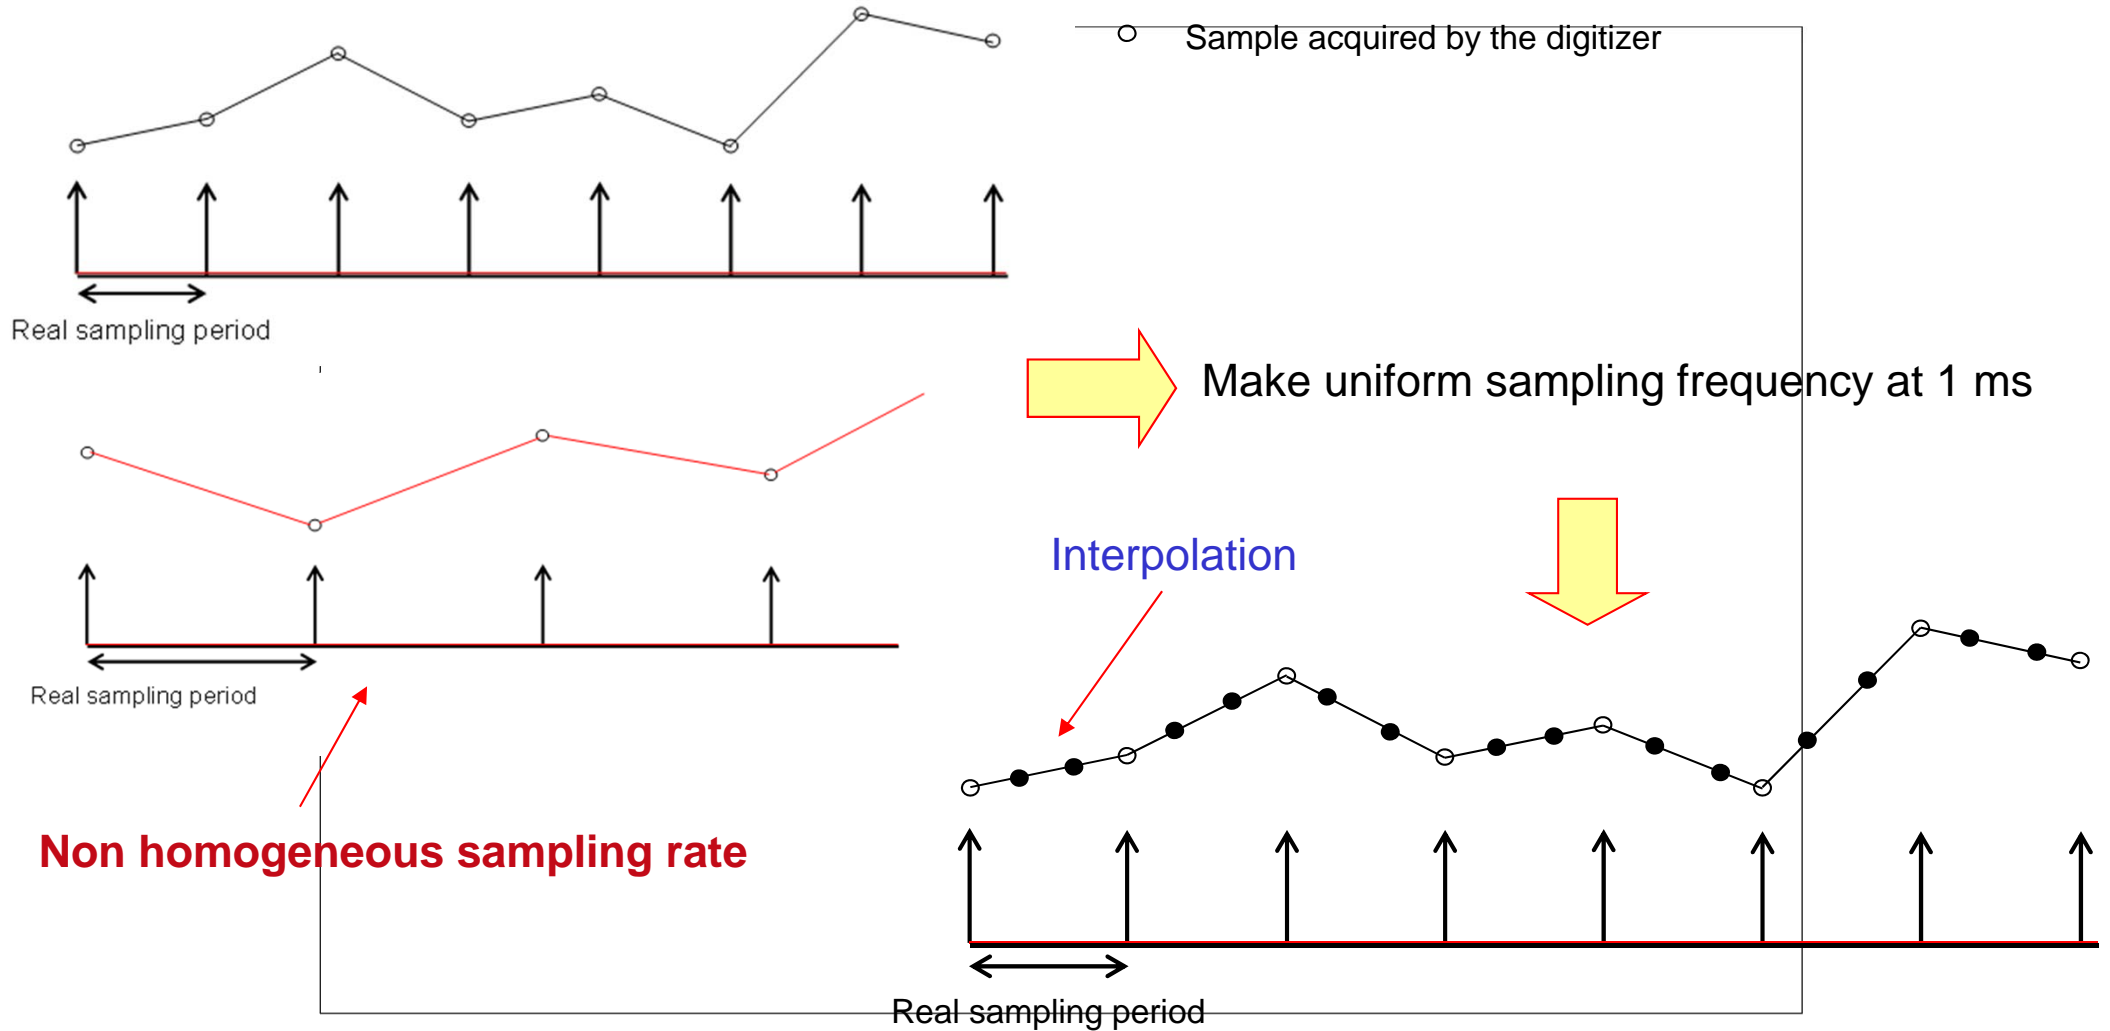 Sample acquired by the digitizer
Real sampling period
Make uniform sampling frequency at 1 ms
Interpolation
Real sampling period
Non homogeneous sampling rate
Real sampling period